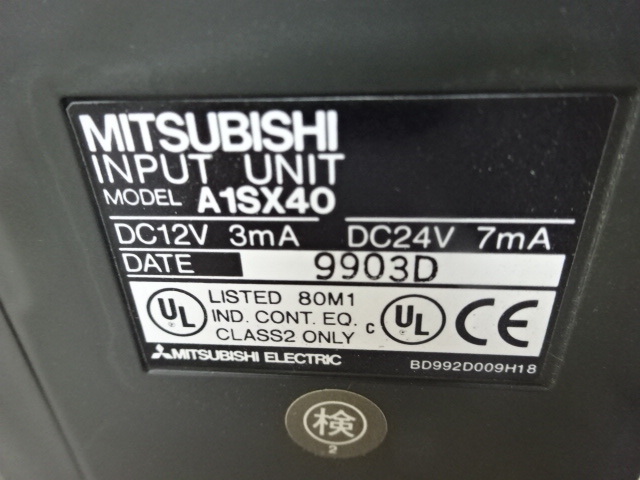 MITSUBISHI
INPUT UNIT
MODEL A1SX40
DC12V 3mA DC24V 7mA
DATE 9903D
UL LISTED 80M1 c UL CE
IND. CONT. EQ.
CLASS2 ONLY
MITSUBISHI ELECTRIC BD992D009H18
検
2